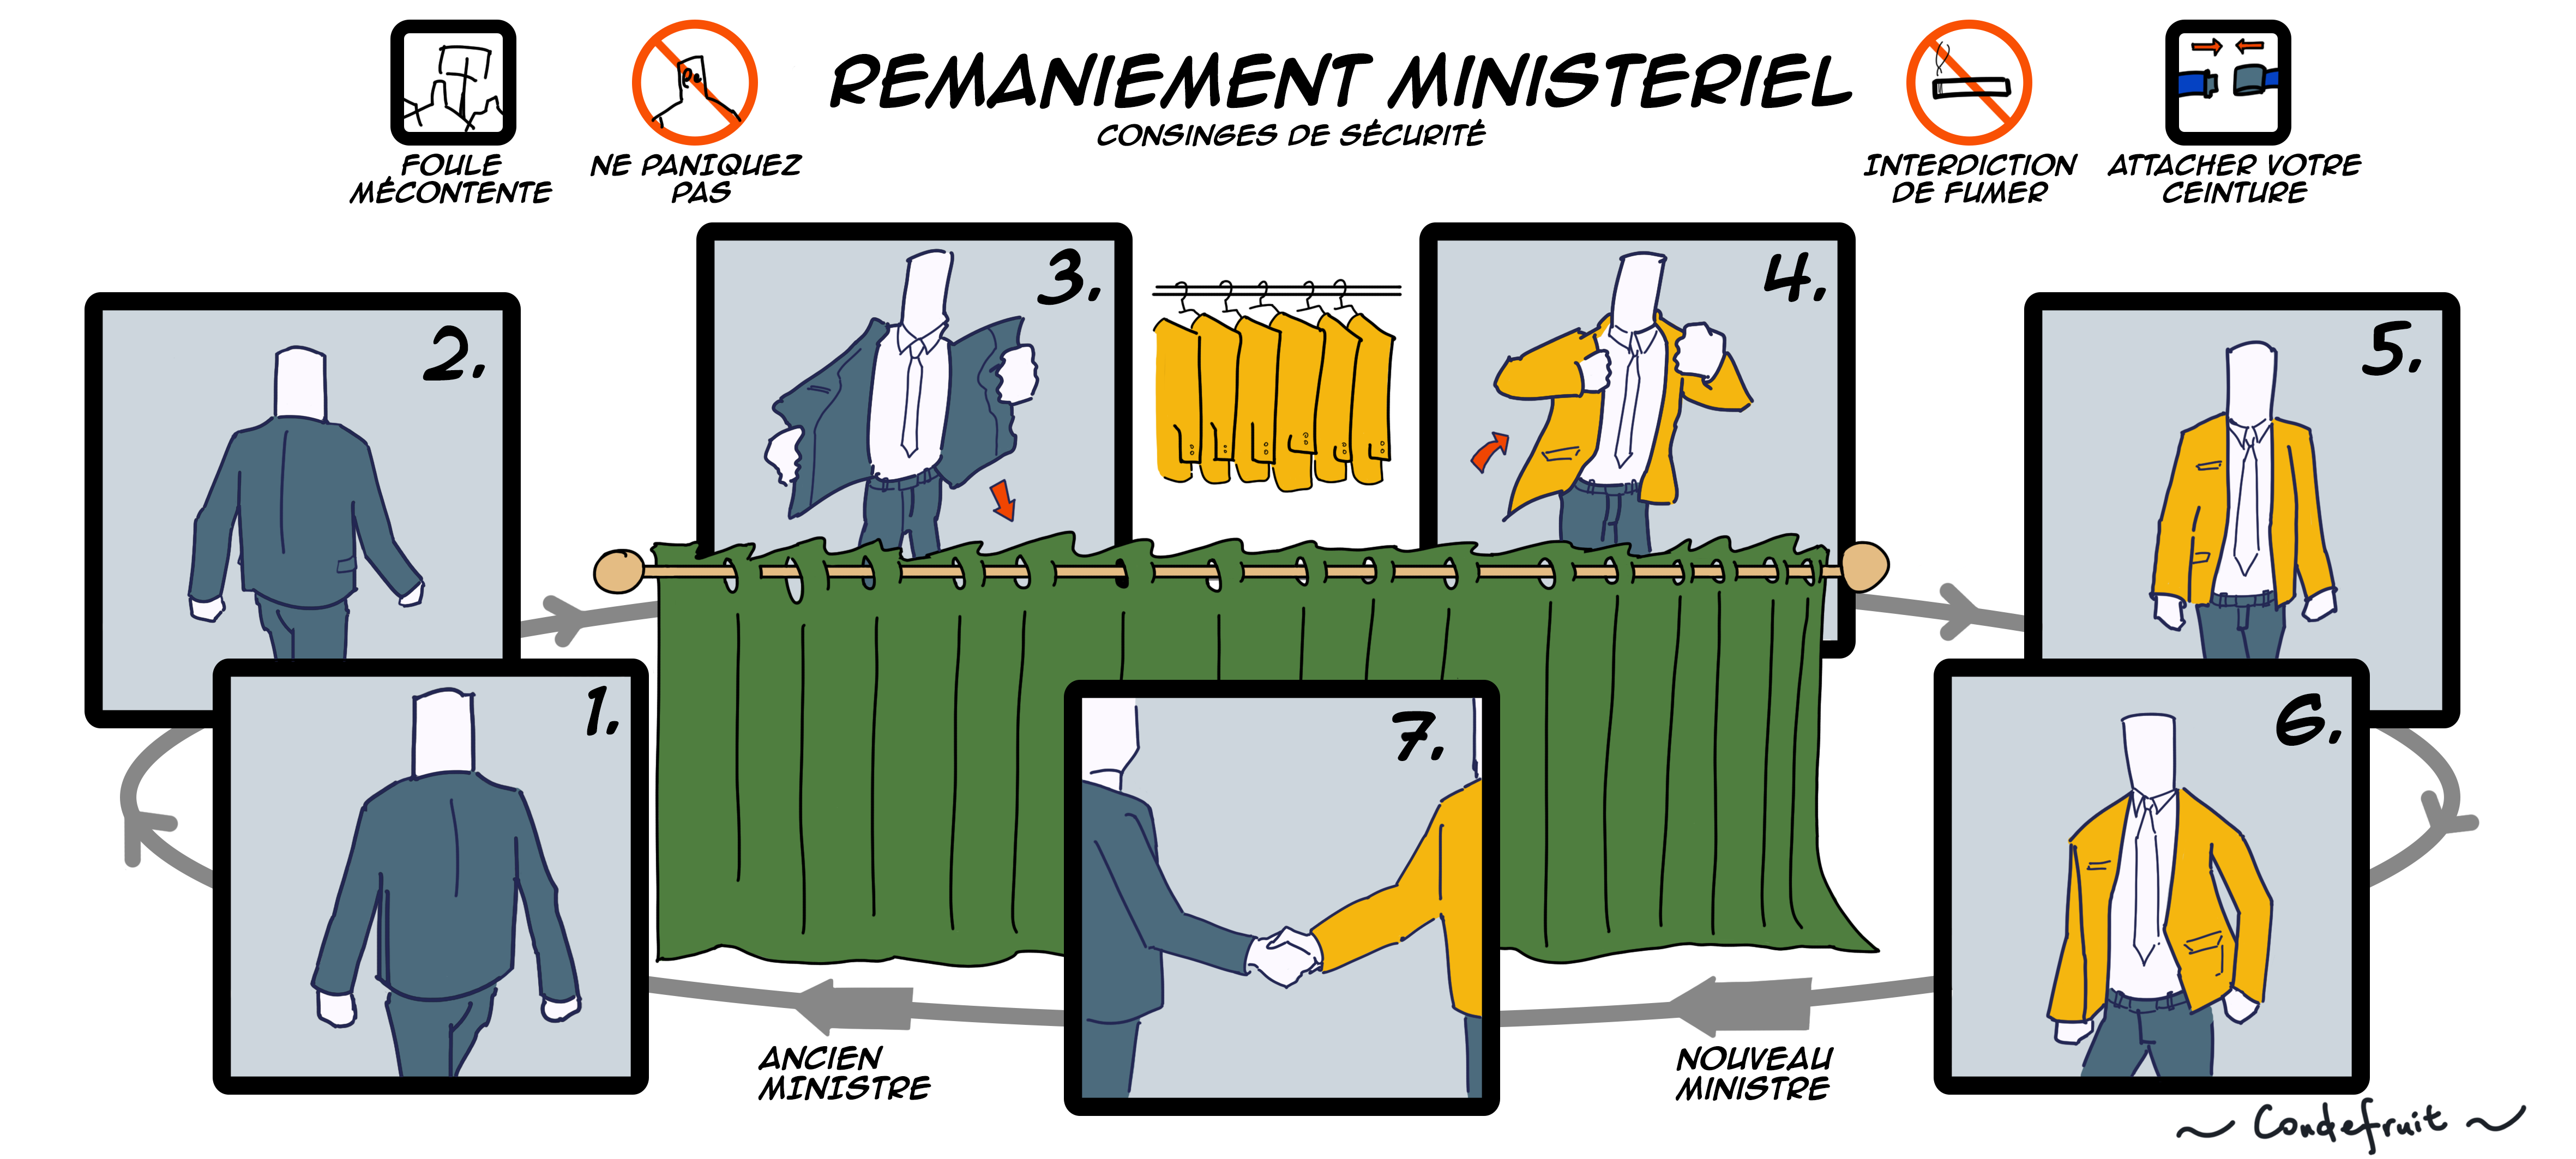 REMANIEMENT MINISTERIEL
CONSINGES DE SÉCURITÉ
FOULE
MÉCONTENTE
NE PANIQUEZ
PAS
INTERDICTION
DE FUMER
ATTACHER VOTRE
CEINTURE
1.
2.
3.
4.
5.
6.
7.
ANCIEN
MINISTRE
NOUVEAU
MINISTRE
~ Condefruit ~